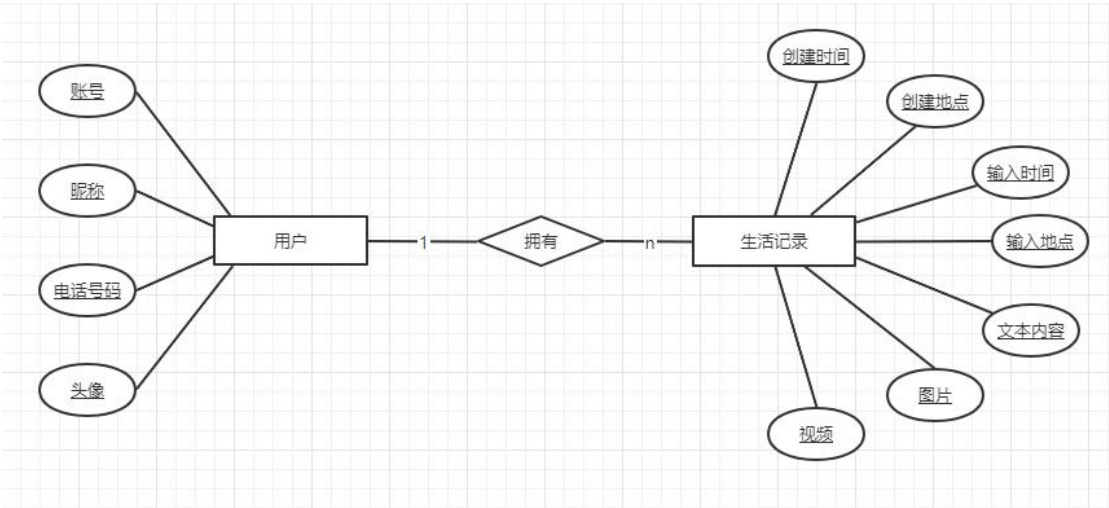 账号
昵称
电话号码
头像
用户
1
拥有
n
生活记录
创建时间
创建地点
输入时间
输入地点
文本内容
图片
视频